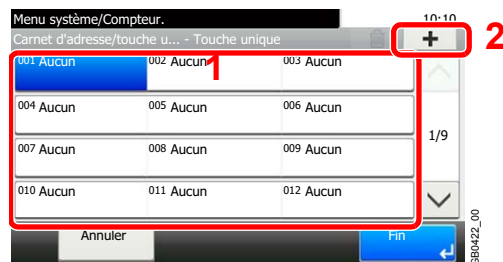 Menu système/Compteur. 10:10
Carnet d'adresse/touche u... - Touche unique + 2
001 Aucun 002 Aucun 003 Aucun
1
004 Aucun 005 Aucun 006 Aucun
1/9
007 Aucun 008 Aucun 009 Aucun
010 Aucun 011 Aucun 012 Aucun
Annuler Fin
GB0422_00